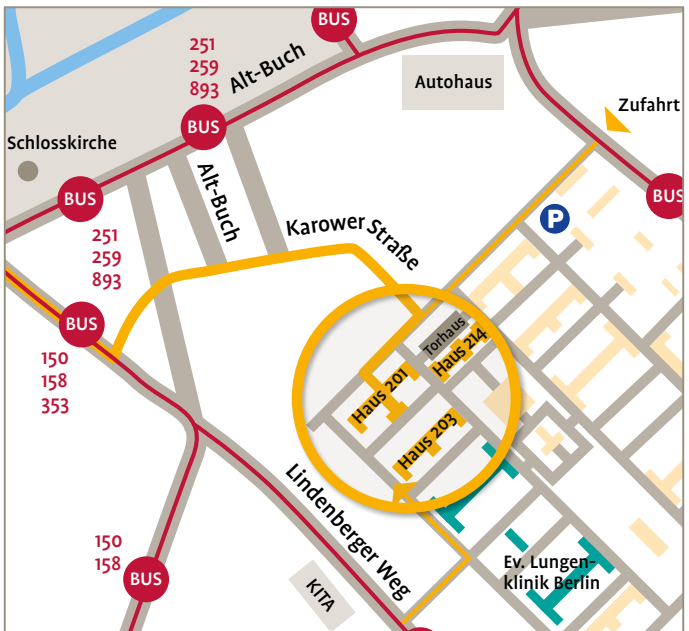 BUS
251
259
893
Alt-Buch
Autohaus
Zufahrt
BUS
Schlosskirche
Alt-Buch
BUS
BUS
P
251
259
893
Karower Straße
BUS
Torhaus
Haus 214
150
158
353
Haus 201
Haus 203
Lindenberger Weg
150
158
BUS
Ev. Lungen-
klinik Berlin
KITA